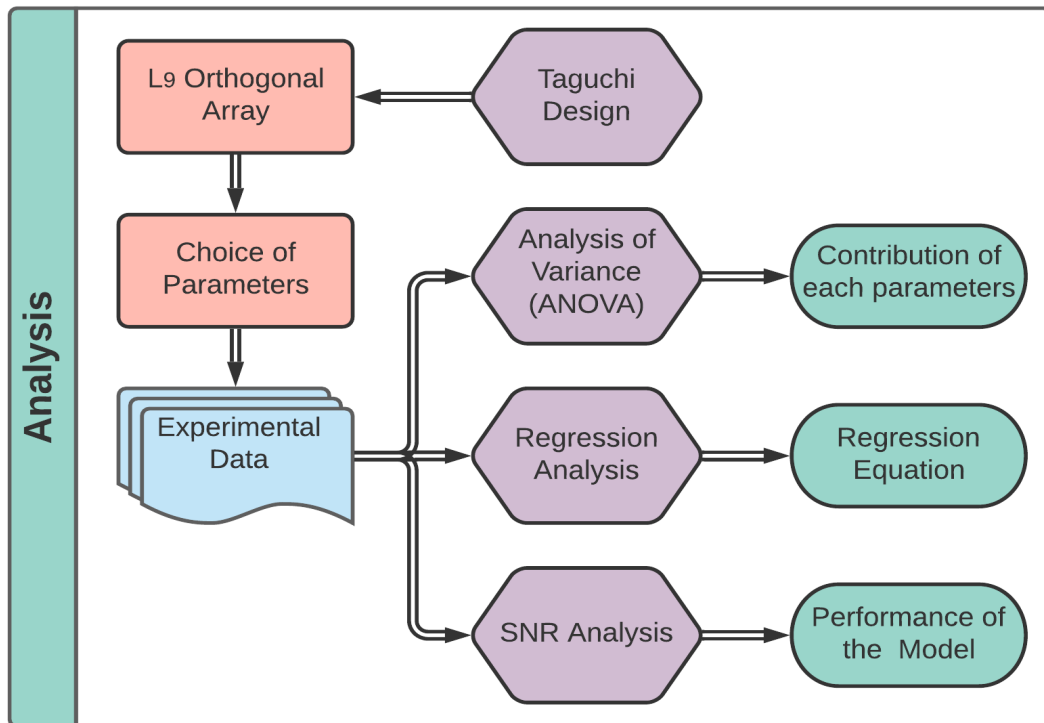 Analysis
L9 Orthogonal
Array
Taguchi
Design
Choice of
Parameters
Analysis of
Variance
(ANOVA)
Contribution of
each parameters
Experimental
Data
Regression
Analysis
Regression
Equation
SNR Analysis
Performance of
the Model